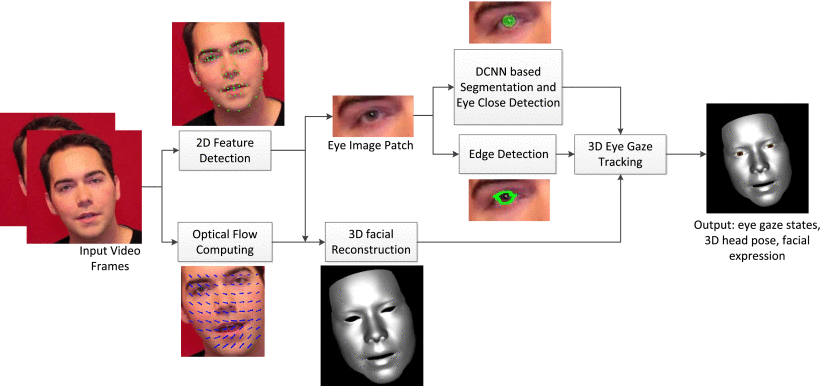 DCNN based
Segmentation and
Eye Close Detection
2D Feature
Detection
Eye Image Patch
Edge Detection
3D Eye Gaze
Tracking
Input Video
Frames
Optical Flow
Computing
3D facial
Reconstruction
Output: eye gaze states,
3D head pose, facial
expression